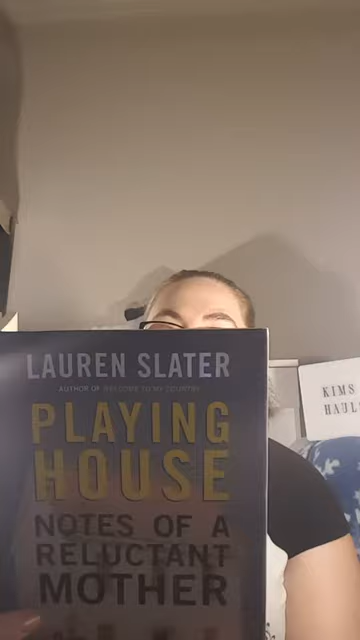 LAUREN SLATER
AUTHOR OF WELCOME TO MY COUNTRY
PLAYING
HOUSE
NOTES OF A
RELUCTANT
MOTHER
KIMS
HAUL